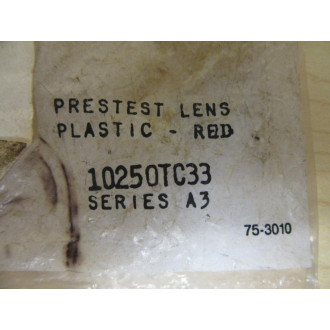 PRESTEST LENS
PLASTIC - RED
10250TC33
SERIES A3
75-3010